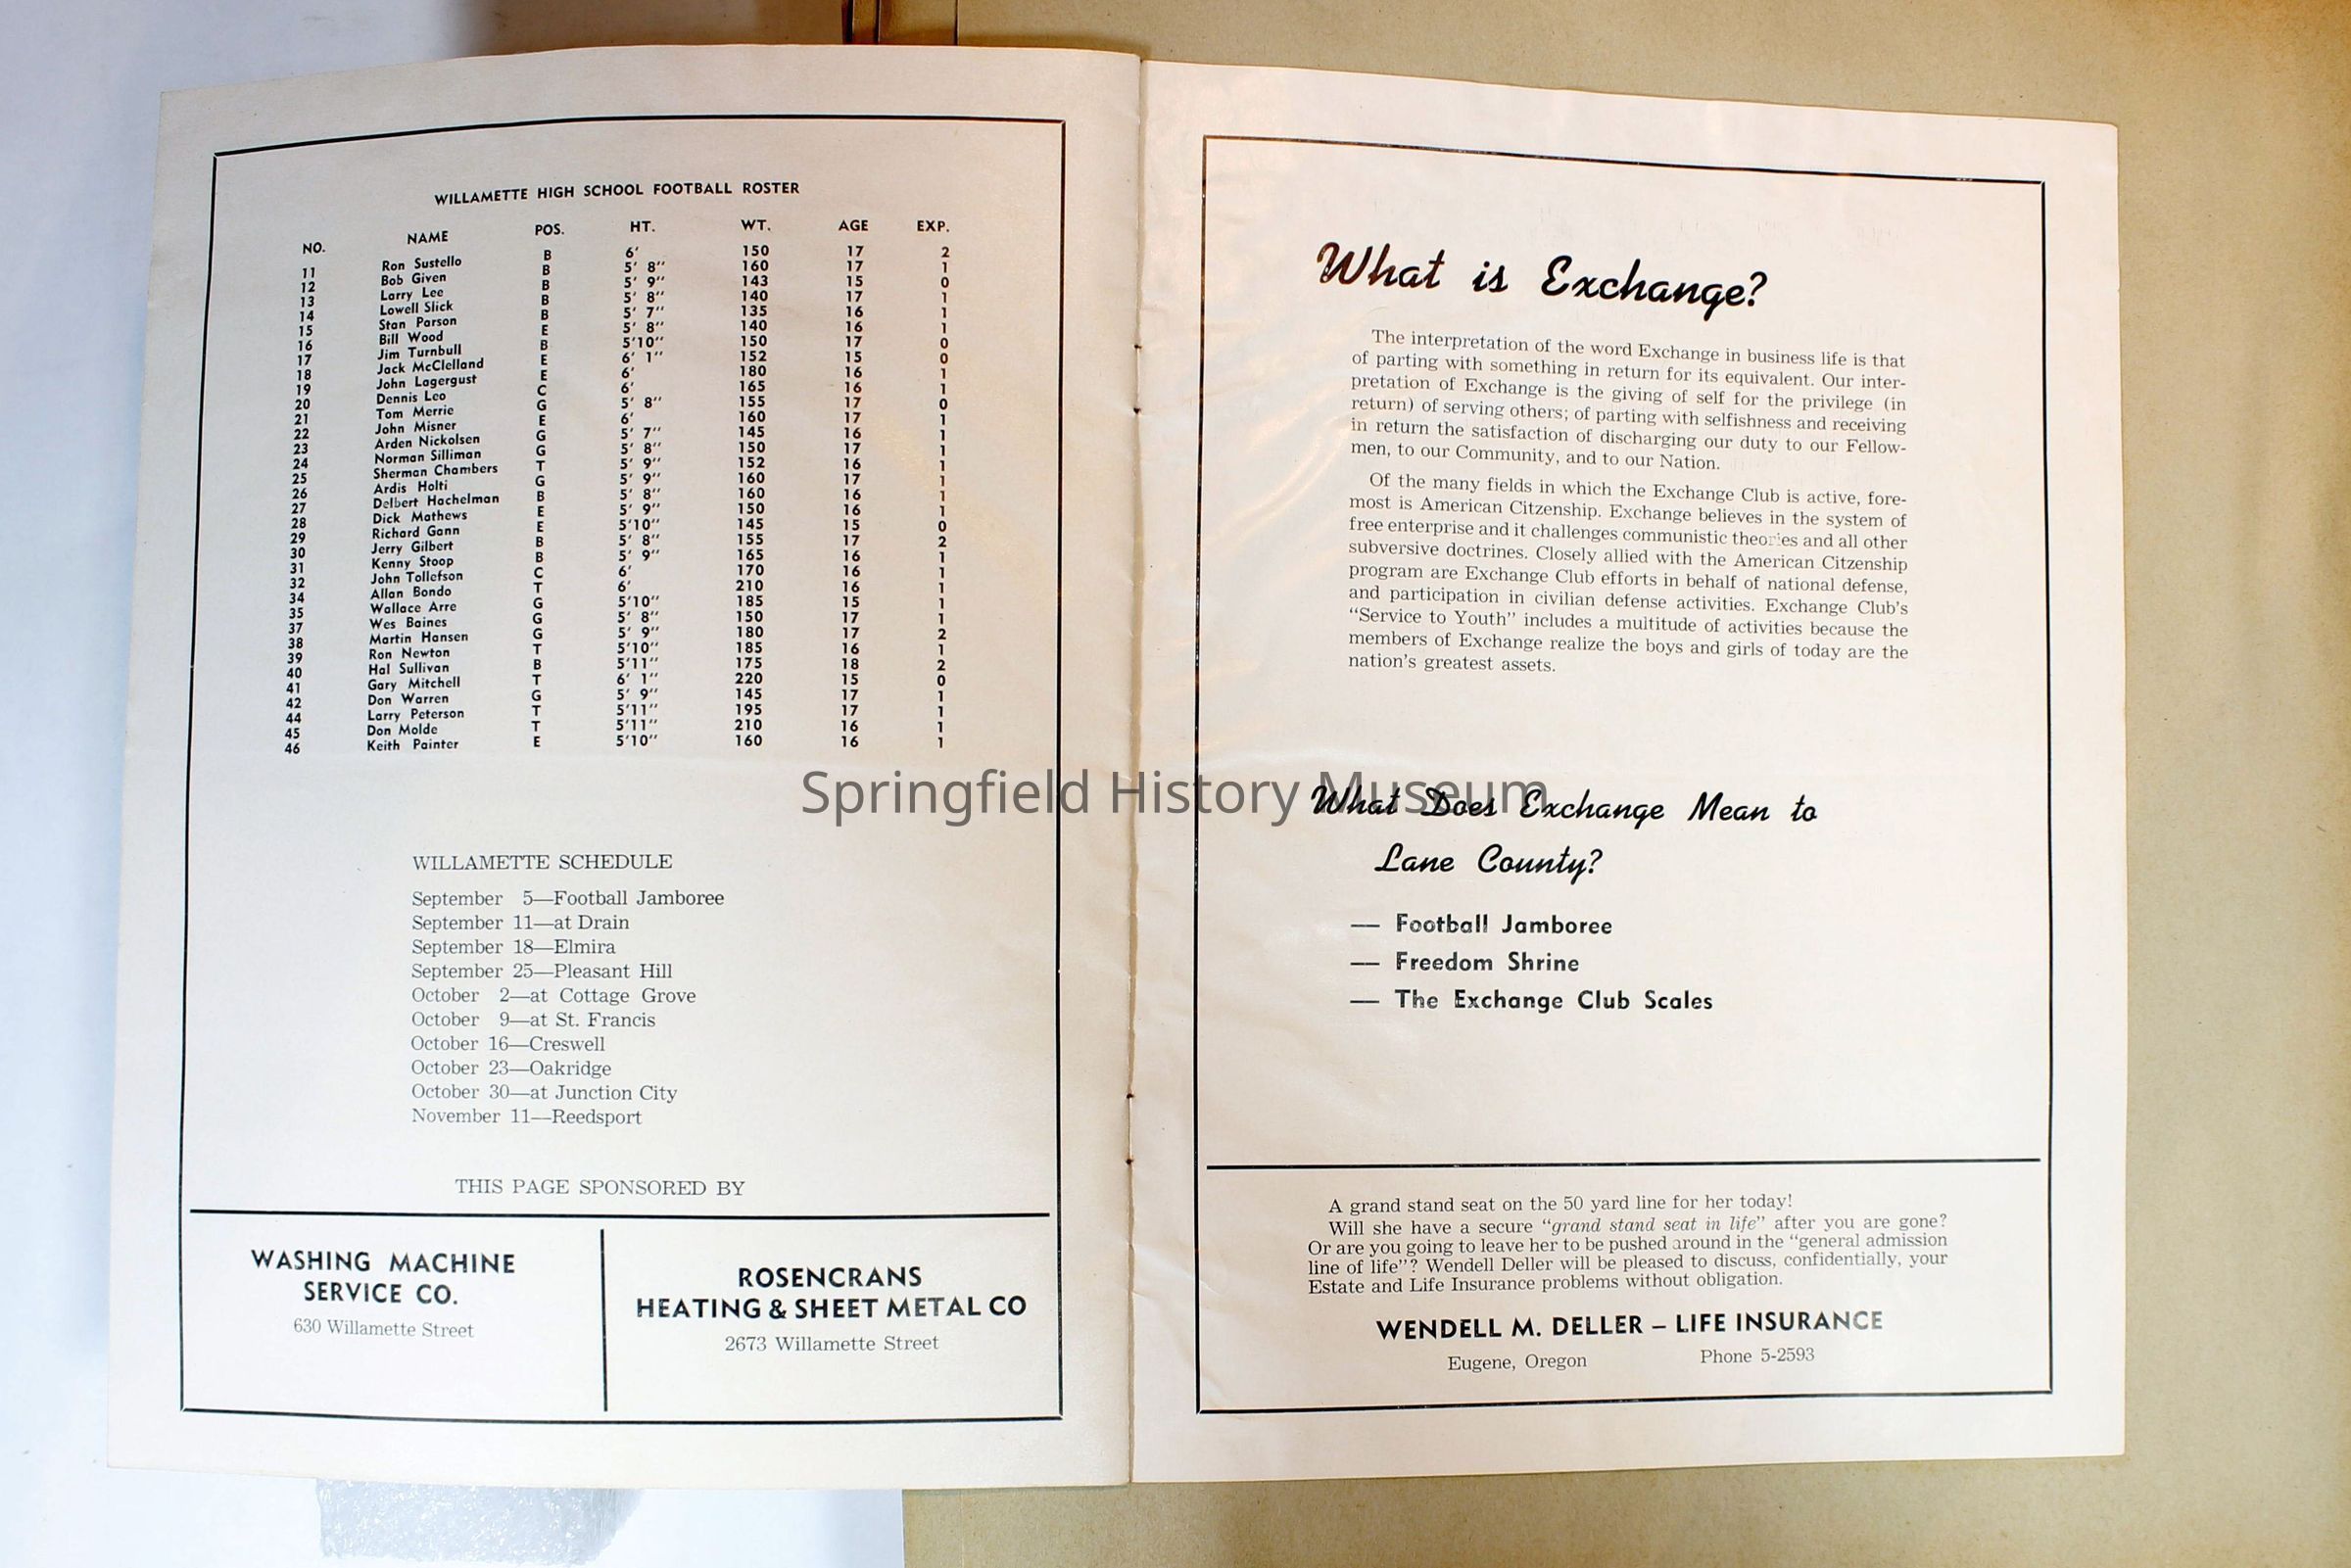 WILLAMETTE HIGH SCHOOL FOOTBALL ROSTER
NO. NAME POS. HT. WT. AGE EXP.
11 Ron Sustello B 6' 150 17 2
12 Bob Given B 5' 8'' 160 17 1
13 Larry Lee B 5' 9'' 143 15 0
14 Lowell Slick B 5' 8'' 140 17 1
15 Stan Parson B 5' 7'' 135 16 1
16 Bill Wood E 5' 8'' 140 16 1
17 Jim Turnbull B 5'10'' 150 17 0
18 Jack McClelland E 6' 1'' 152 15 0
19 John Lagergust E 6' 180 16 1
20 Dennis Leo C 6' 165 16 1
21 Tom Merrie G 5' 8'' 155 17 0
22 John Misner E 6' 160 17 1
23 Arden Nickolsen G 5' 7'' 145 16 1
24 Norman Silliman G 5' 8'' 150 17 1
25 Sherman Chambers T 5' 9'' 152 16 1
26 Ardis Holti G 5' 9'' 160 17 1
27 Delbert Hachelman B 5' 8'' 160 16 1
28 Dick Mathews E 5' 9'' 150 16 1
29 Richard Gann E 5'10'' 145 15 0
30 Jerry Gilbert B 5' 8'' 155 17 2
31 Kenny Stoop B 5' 9'' 165 16 1
32 John Tollefson C 6' 170 16 1
34 Allan Bondo T 6' 210 16 1
35 Wallace Arre G 5'10'' 185 15 1
37 Wes Baines G 5' 8'' 150 17 1
38 Martin Hansen G 5' 9'' 180 17 2
39 Ron Newton T 5'10'' 185 16 1
40 Hal Sullivan B 5'11'' 175 18 2
41 Gary Mitchell T 6' 1'' 220 15 0
42 Don Warren G 5' 9'' 145 17 1
44 Larry Peterson T 5'11'' 195 17 1
45 Don Molde T 5'11'' 210 16 1
46 Keith Painter E 5'10'' 160 16 1
WILLAMETTE SCHEDULE
September 5—Football Jamboree
September 11—at Drain
September 18—Elmira
September 25—Pleasant Hill
October 2—at Cottage Grove
October 9—at St. Francis
October 16—Creswell
October 23—Oakridge
October 30—at Junction City
November 11—Reedsport
THIS PAGE SPONSORED BY
WASHING MACHINE
SERVICE CO.
630 Willamette Street
ROSENCRANS
HEATING & SHEET METAL CO
2673 Willamette Street
What is Exchange?
The interpretation of the word Exchange in business life is that
of parting with something in return for its equivalent. Our inter-
pretation of Exchange is the giving of self for the privilege (in
return) of serving others; of parting with selfishness and receiving
in return the satisfaction of discharging our duty to our Fellow-
men, to our Community, and to our Nation.
Of the many fields in which the Exchange Club is active, fore-
most is American Citzenship. Exchange believes in the system of
free enterprise and it challenges communistic theories and all other
subversive doctrines. Closely allied with the American Citzenship
program are Exchange Club efforts in behalf of national defense,
and participation in civilian defense activities. Exchange Club's
"Service to Youth" includes a muititude of activities because the
members of Exchange realize the boys and girls of today are the
nation's greatest assets.
Springfield History Museum
What Does Exchange Mean to
Lane County?
— Football Jamboree
— Freedom Shrine
— The Exchange Club Scales
A grand stand seat on the 50 yard line for her today!
Will she have a secure "grand stand seat in life" after you are gone?
Or are you going to leave her to be pushed around in the "general admission
line of life"? Wendell Deller will be pleased to discuss, confidentially, your
Estate and Life Insurance problems without obligation.
WENDELL M. DELLER – LIFE INSURANCE
Eugene, Oregon Phone 5-2593